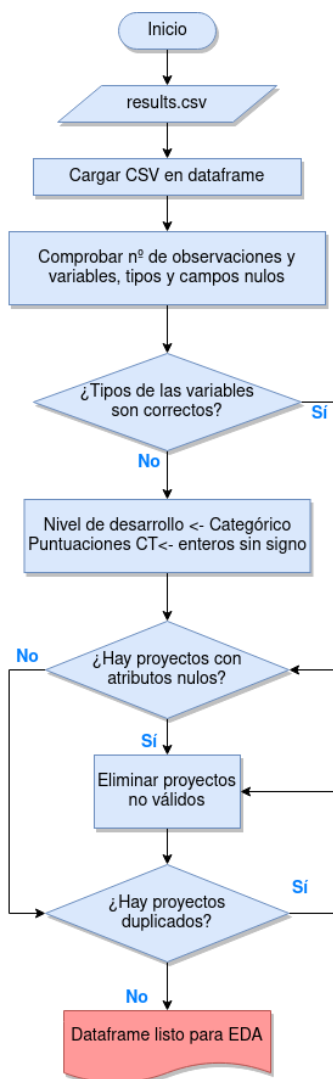 Inicio
results.csv
Cargar CSV en dataframe
Comprobar nº de observaciones y
variables, tipos y campos nulos
¿Tipos de las variables
son correctos?
Sí
No
Nivel de desarrollo <- Categórico
Puntuaciones CT<- enteros sin signo
No
¿Hay proyectos con
atributos nulos?
Sí
Eliminar proyectos
no válidos
Sí
¿Hay proyectos
duplicados?
No
Dataframe listo para EDA